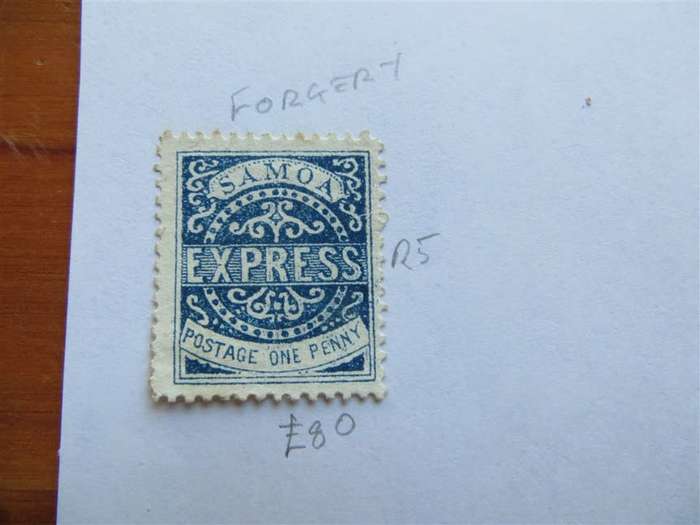 FORGERY
SAMOA
EXPRESS
R5
POSTAGE ONE PENNY
£80